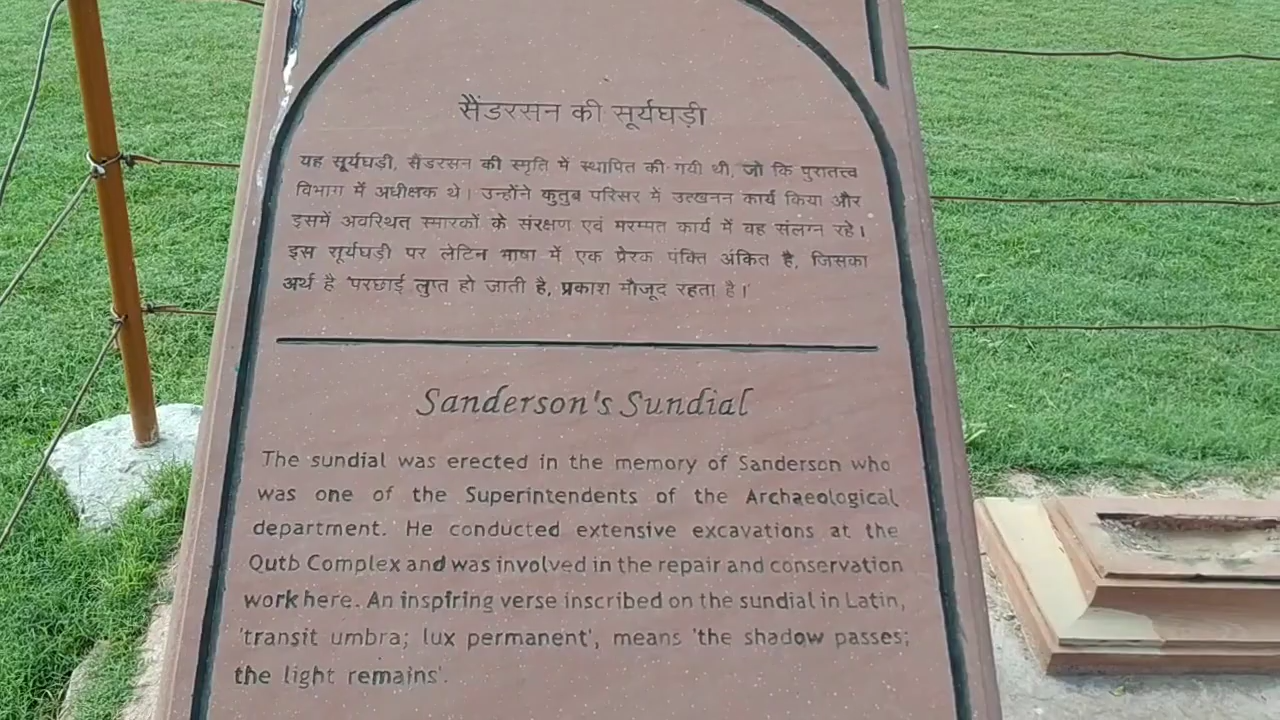 सैंडरसन की सूर्यघड़ी
यह सूर्यघड़ी, सैंडरसन की स्मृति में स्थापित की गयी थी, जो कि पुरातत्त्व
विभाग में अधीक्षक थे। उन्होंने कुतुब परिसर में उत्खनन कार्य किया और
इसमें अवस्थित स्मारकों के संरक्षण एवं मरम्मत कार्य में वह संलग्न रहे।
इस सूर्यघड़ी पर लेटिन भाषा में एक प्रेरक पंक्ति अंकित है, जिसका
अर्थ है 'परछाई लुप्त हो जाती है, प्रकाश मौजूद रहता है।'
Sanderson's Sundial
The sundial was erected in the memory of Sanderson who
was one of the Superintendents of the Archaeological
department. He conducted extensive excavations at the
Qutb Complex and was involved in the repair and conservation
work here. An inspiring verse inscribed on the sundial in Latin,
'transit umbra; lux permanent', means 'the shadow passes;
the light remains'.